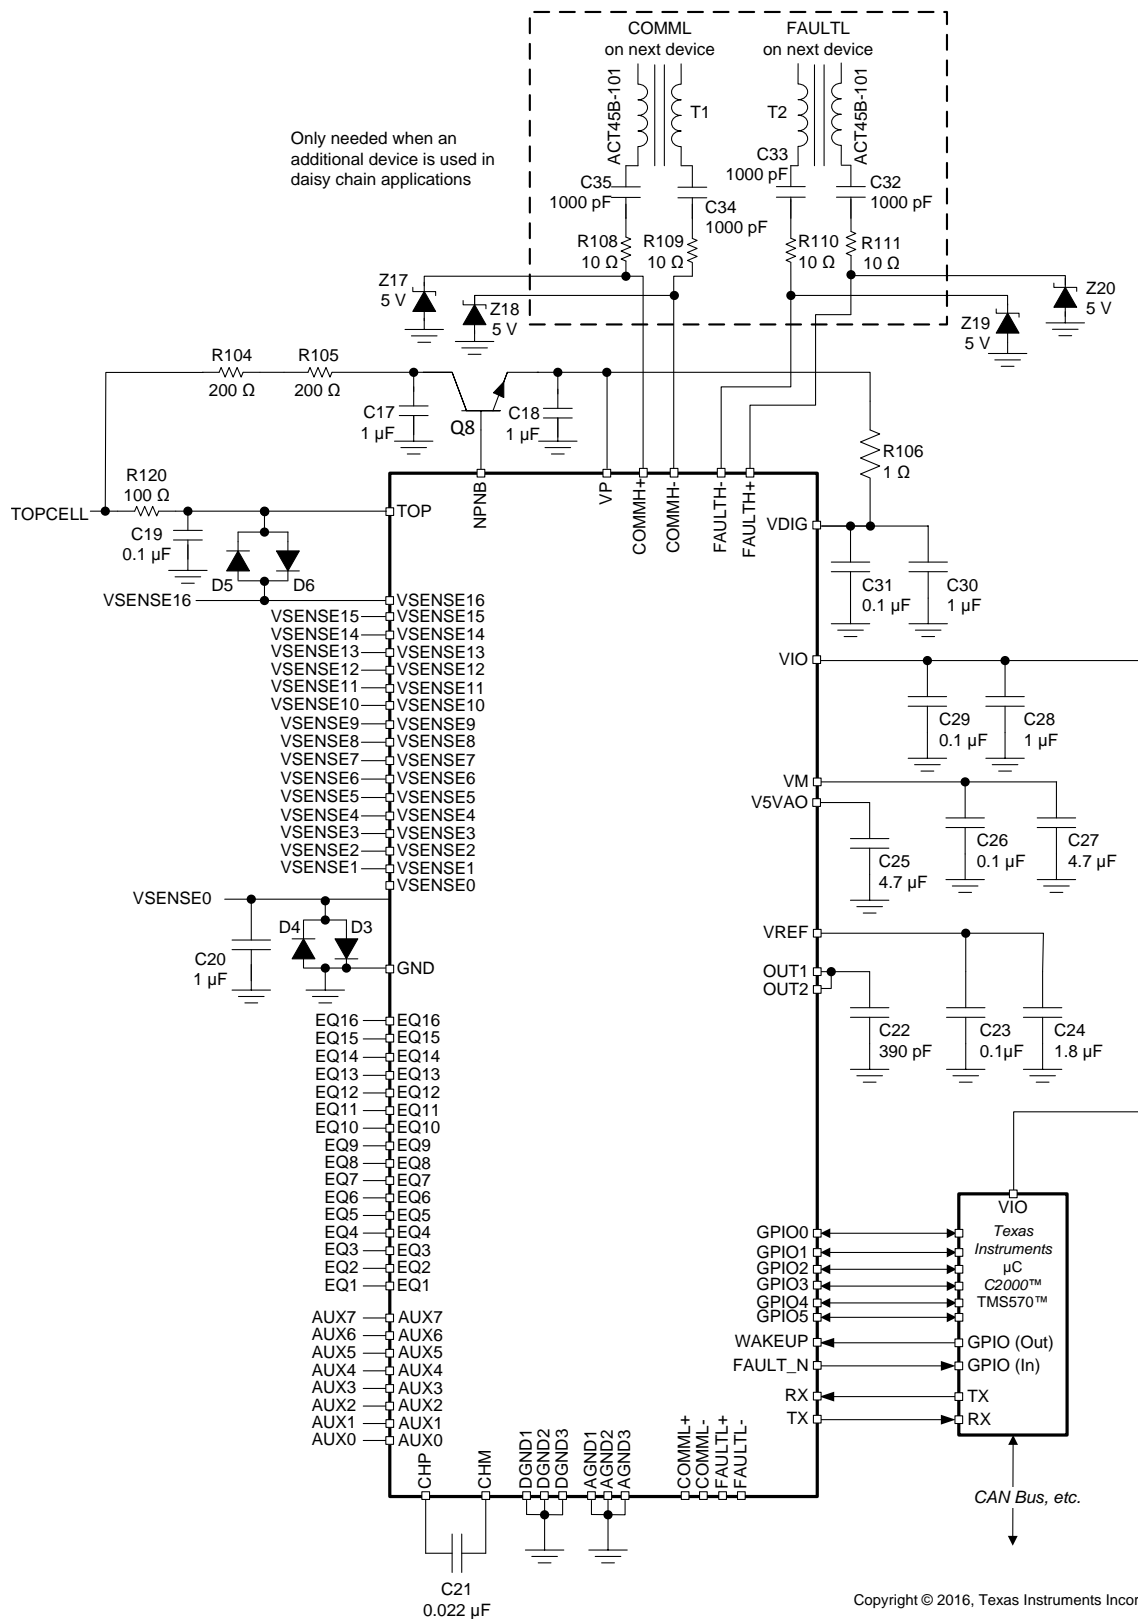 COMML
on next device
FAULTL
on next device
ACT45B-101
T1
T2
ACT45B-101
Only needed when an
additional device is used in
daisy chain applications
C35
1000 pF
C34
1000 pF
C33
1000 pF
C32
1000 pF
R108
10 Ω
R109
10 Ω
R110
10 Ω
R111
10 Ω
Z17
5 V
Z18
5 V
Z19
5 V
Z20
5 V
R104
200 Ω
R105
200 Ω
C17
1 µF
Q8
C18
1 µF
R106
1 Ω
TOPCELL
R120
100 Ω
C19
0.1 µF
D5
D6
TOP
NPNB
VP
COMMH+
COMMH-
FAULTH-
FAULTH+
VDIG
C31
0.1 µF
C30
1 µF
VSENSE16 VSENSE16
VSENSE15 VSENSE15
VSENSE14 VSENSE14
VSENSE13 VSENSE13
VSENSE12 VSENSE12
VSENSE11 VSENSE11
VSENSE10 VSENSE10
VSENSE9 VSENSE9
VSENSE8 VSENSE8
VSENSE7 VSENSE7
VSENSE6 VSENSE6
VSENSE5 VSENSE5
VSENSE4 VSENSE4
VSENSE3 VSENSE3
VSENSE2 VSENSE2
VSENSE1 VSENSE1
VSENSE0
VSENSE0
VIO
C29
0.1 µF
C28
1 µF
VM
V5VAO
C25
4.7 µF
C26
0.1 µF
C27
4.7 µF
C20
1 µF
D4
D3
GND
VREF
OUT1
OUT2
C22
390 pF
C23
0.1µF
C24
1.8 µF
EQ16 EQ16
EQ15 EQ15
EQ14 EQ14
EQ13 EQ13
EQ12 EQ12
EQ11 EQ11
EQ10 EQ10
EQ9 EQ9
EQ8 EQ8
EQ7 EQ7
EQ6 EQ6
EQ5 EQ5
EQ4 EQ4
EQ3 EQ3
EQ2 EQ2
EQ1 EQ1
AUX7 AUX7
AUX6 AUX6
AUX5 AUX5
AUX4 AUX4
AUX3 AUX3
AUX2 AUX2
AUX1 AUX1
AUX0 AUX0
GPIO0
GPIO1
GPIO2
GPIO3
GPIO4
GPIO5
WAKEUP
FAULT_N
RX
TX
VIO
Texas
Instruments
µC
C2000™
TMS570™
GPIO (Out)
GPIO (In)
TX
RX
CAN Bus, etc.
CHP
CHM
DGND1
DGND2
DGND3
AGND1
AGND2
AGND3
COMML+
COMML-
FAULTL+
FAULTL-
C21
0.022 µF
Copyright © 2016, Texas Instruments Incor